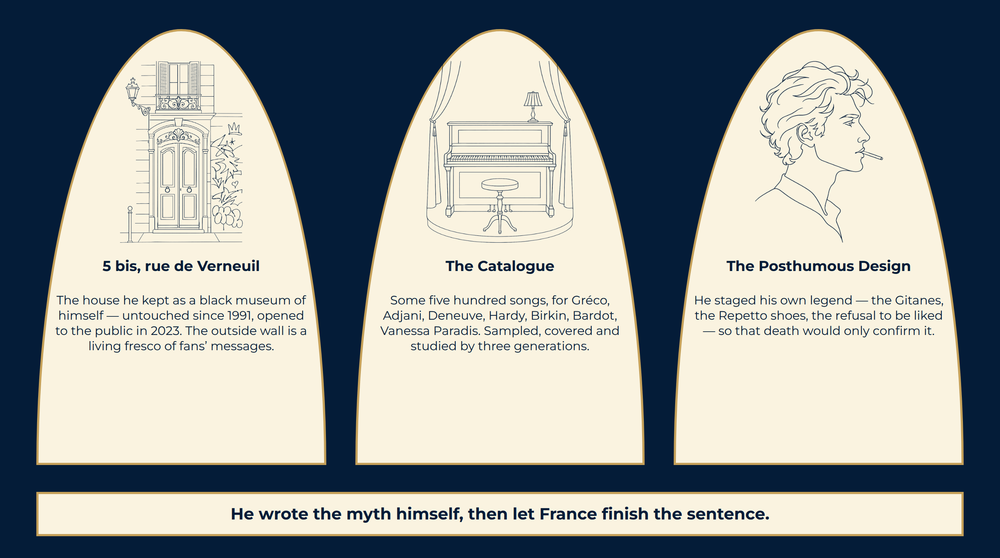 5 bis, rue de Verneuil
The house he kept as a black museum of
himself — untouched since 1991, opened
to the public in 2023. The outside wall is a
living fresco of fans’ messages.
The Catalogue
Some five hundred songs, for Gréco,
Adjani, Deneuve, Hardy, Birkin, Bardot,
Vanessa Paradis. Sampled, covered and
studied by three generations.
The Posthumous Design
He staged his own legend — the Gitanes,
the Repetto shoes, the refusal to be liked
— so that death would only confirm it.
He wrote the myth himself, then let France finish the sentence.